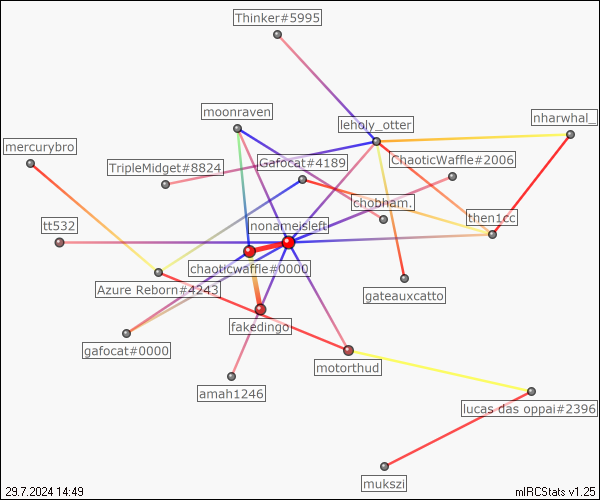 Thinker#5995
moonraven
nharwhal_
leholy_otter
mercurybro
Gafocat#4189
ChaoticWaffle#2006
TripleMidget#8824
chobham.
then1cc
tt532
nonameisleft
chaoticwaffle#0000
Azure Reborn#4243
gateauxcatto
fakedingo
gafocat#0000
motorthud
amah1246
lucas das oppai#2396
mukszi
29.7.2024 14:49
mIRCStats v1.25